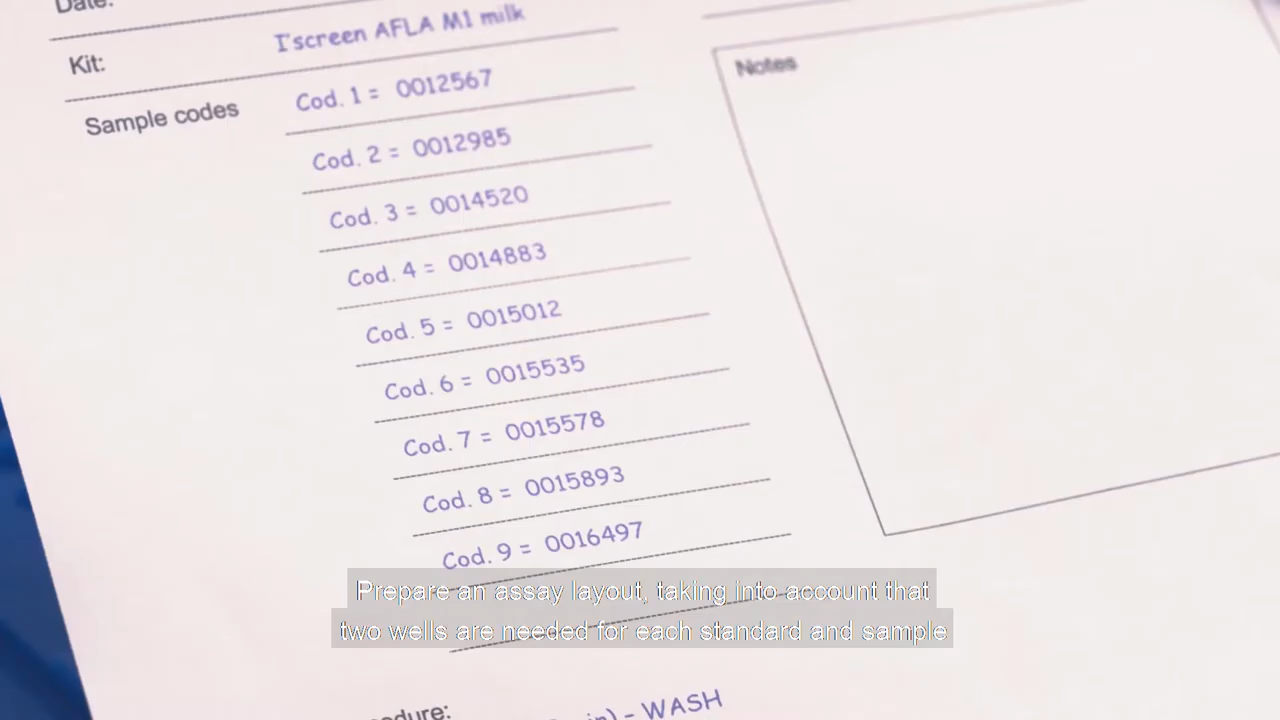 Date:
Kit: I'screen AFLA M1 milk
Notes
Sample codes
Cod. 1 = 0012567
Cod. 2 = 0012985
Cod. 3 = 0014520
Cod. 4 = 0014883
Cod. 5 = 0015012
Cod. 6 = 0015535
Cod. 7 = 0015578
Cod. 8 = 0015893
Cod. 9 = 0016497
Prepare an assay layout, taking into account that
two wells are needed for each standard and sample
- WASH